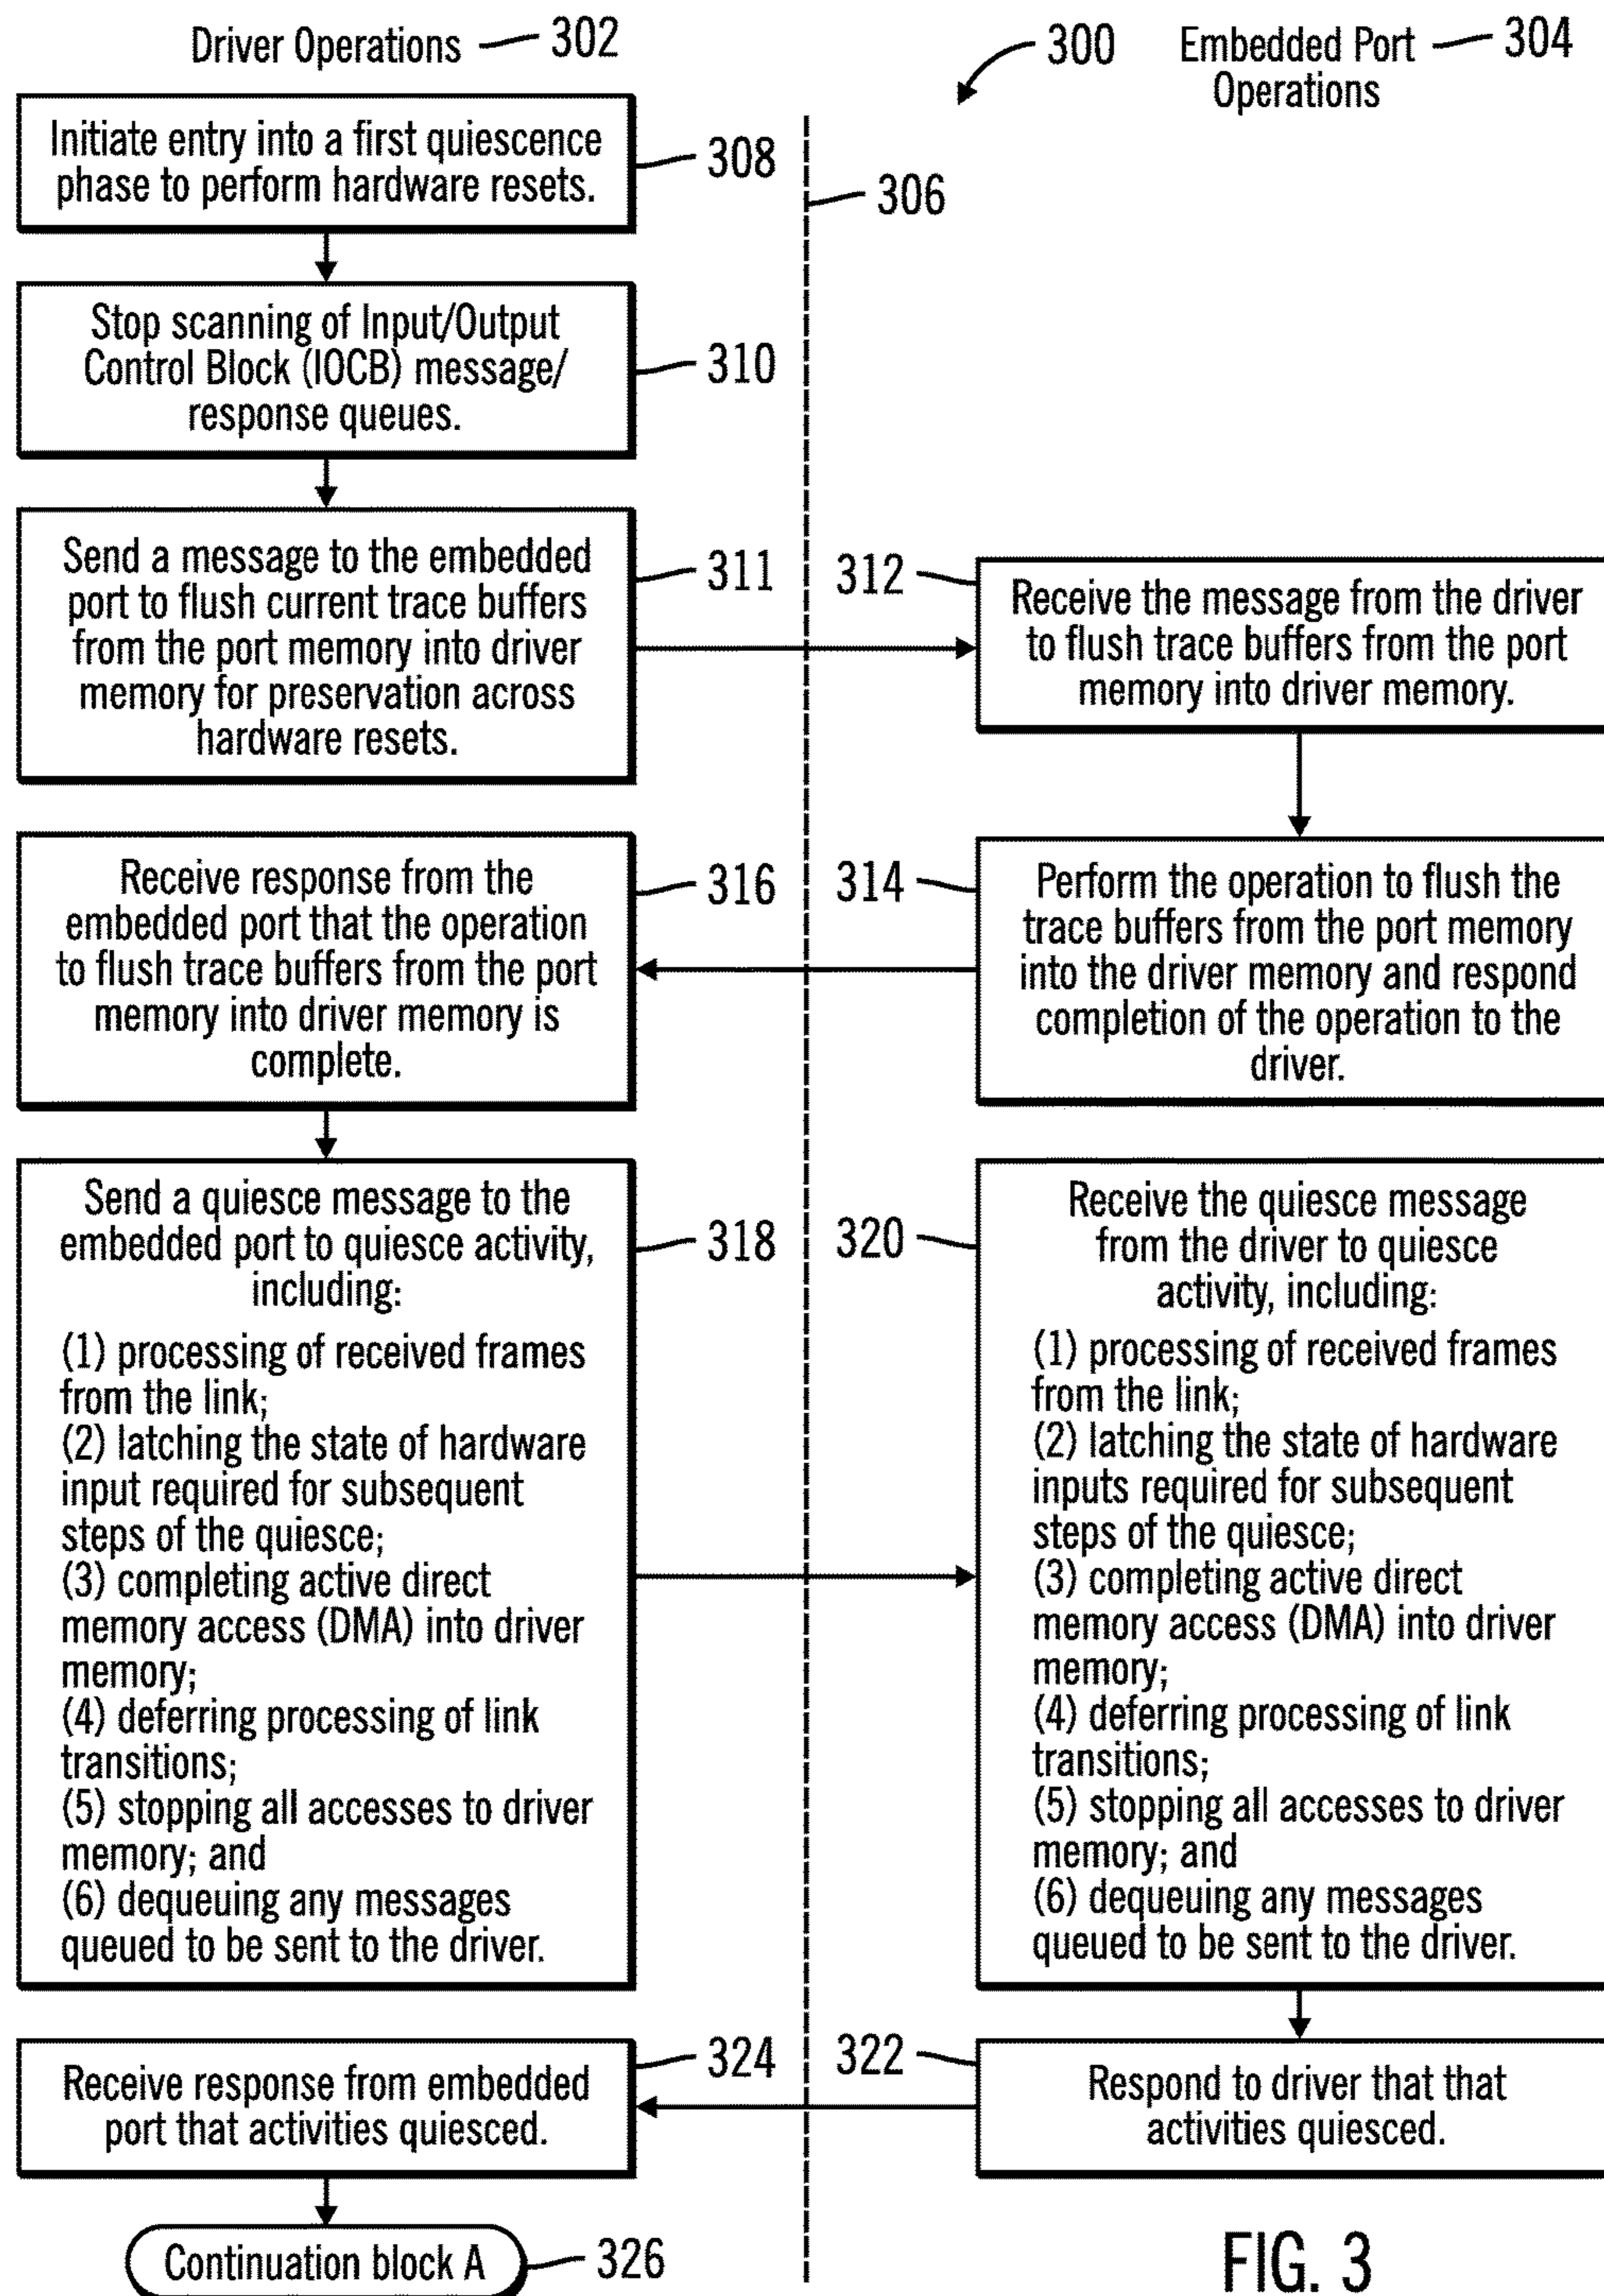 Driver Operations 302
300
Embedded Port 304
Operations
Initiate entry into a first quiescence
phase to perform hardware resets.
308
306
Stop scanning of Input/Output
Control Block (IOCB) message/
response queues.
310
Send a message to the embedded
port to flush current trace buffers
from the port memory into driver
memory for preservation across
hardware resets.
311
312
Receive the message from the driver
to flush trace buffers from the port
memory into driver memory.
Receive response from the
embedded port that the operation
to flush trace buffers from the port
memory into driver memory is
complete.
316
314
Perform the operation to flush the
trace buffers from the port memory
into the driver memory and respond
completion of the operation to the
driver.
Send a quiesce message to the
embedded port to quiesce activity,
including:
(1) processing of received frames
from the link;
(2) latching the state of hardware
input required for subsequent
steps of the quiesce;
(3) completing active direct
memory access (DMA) into driver
memory;
(4) deferring processing of link
transitions;
(5) stopping all accesses to driver
memory; and
(6) dequeuing any messages
queued to be sent to the driver.
318
320
Receive the quiesce message
from the driver to quiesce
activity, including:
(1) processing of received frames
from the link;
(2) latching the state of hardware
inputs required for subsequent
steps of the quiesce;
(3) completing active direct
memory access (DMA) into driver
memory;
(4) deferring processing of link
transitions;
(5) stopping all accesses to driver
memory; and
(6) dequeuing any messages
queued to be sent to the driver.
Receive response from embedded
port that activities quiesced.
324
322
Respond to driver that that
activities quiesced.
Continuation block A
326
FIG. 3